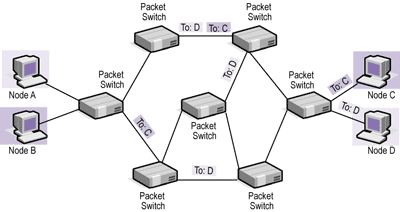 Packet
Switch
Packet
Switch
To: D
To: C
To: D
Node A
Packet
Switch
Packet
Switch
Packet
Switch
To: C
Node C
To: D
Node B
To: C
Node D
To: D
Packet
Switch
Packet
Switch